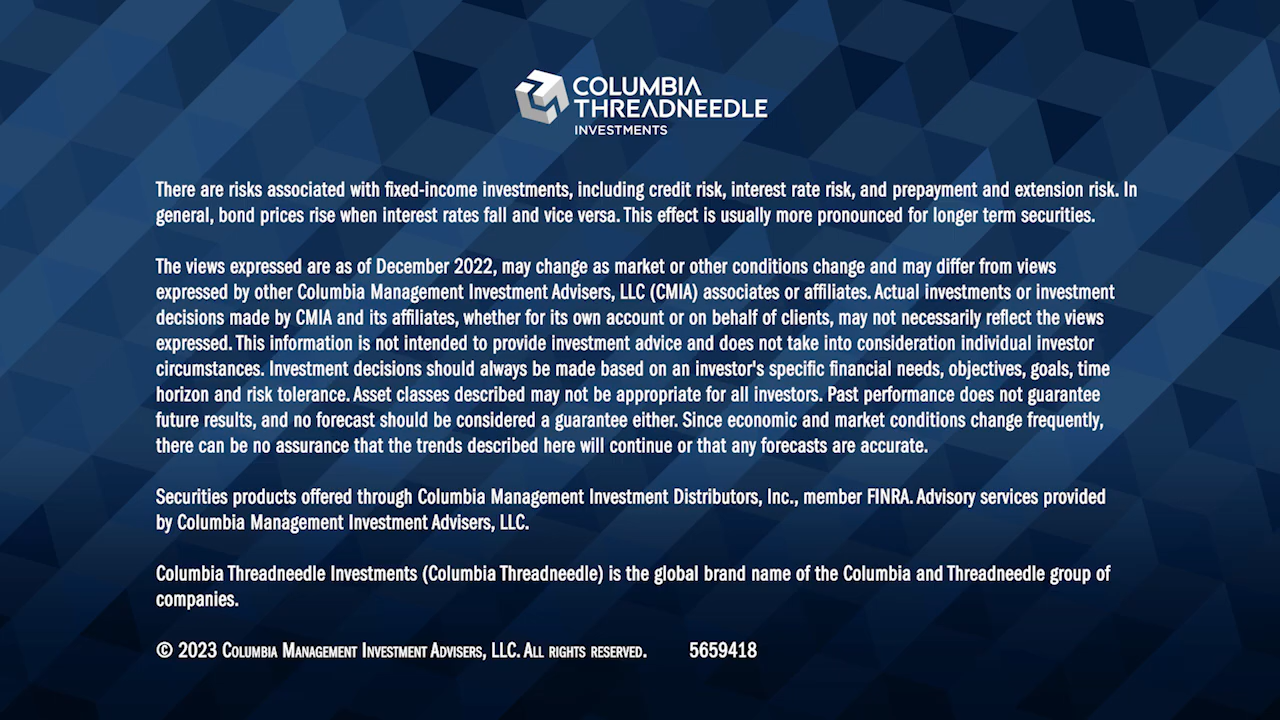 COLUMBIA
THREADNEEDLE
INVESTMENTS
There are risks associated with fixed-income investments, including credit risk, interest rate risk, and prepayment and extension risk. In
general, bond prices rise when interest rates fall and vice versa. This effect is usually more pronounced for longer term securities.
The views expressed are as of December 2022, may change as market or other conditions change and may differ from views
expressed by other Columbia Management Investment Advisers, LLC (CMIA) associates or affiliates. Actual investments or investment
decisions made by CMIA and its affiliates, whether for its own account or on behalf of clients, may not necessarily reflect the views
expressed. This information is not intended to provide investment advice and does not take into consideration individual investor
circumstances. Investment decisions should always be made based on an investor's specific financial needs, objectives, goals, time
horizon and risk tolerance. Asset classes described may not be appropriate for all investors. Past performance does not guarantee
future results, and no forecast should be considered a guarantee either. Since economic and market conditions change frequently,
there can be no assurance that the trends described here will continue or that any forecasts are accurate.
Securities products offered through Columbia Management Investment Distributors, Inc., member FINRA. Advisory services provided
by Columbia Management Investment Advisers, LLC.
Columbia Threadneedle Investments (Columbia Threadneedle) is the global brand name of the Columbia and Threadneedle group of
companies.
© 2023 Columbia Management Investment Advisers, LLC. All rights reserved. 5659418